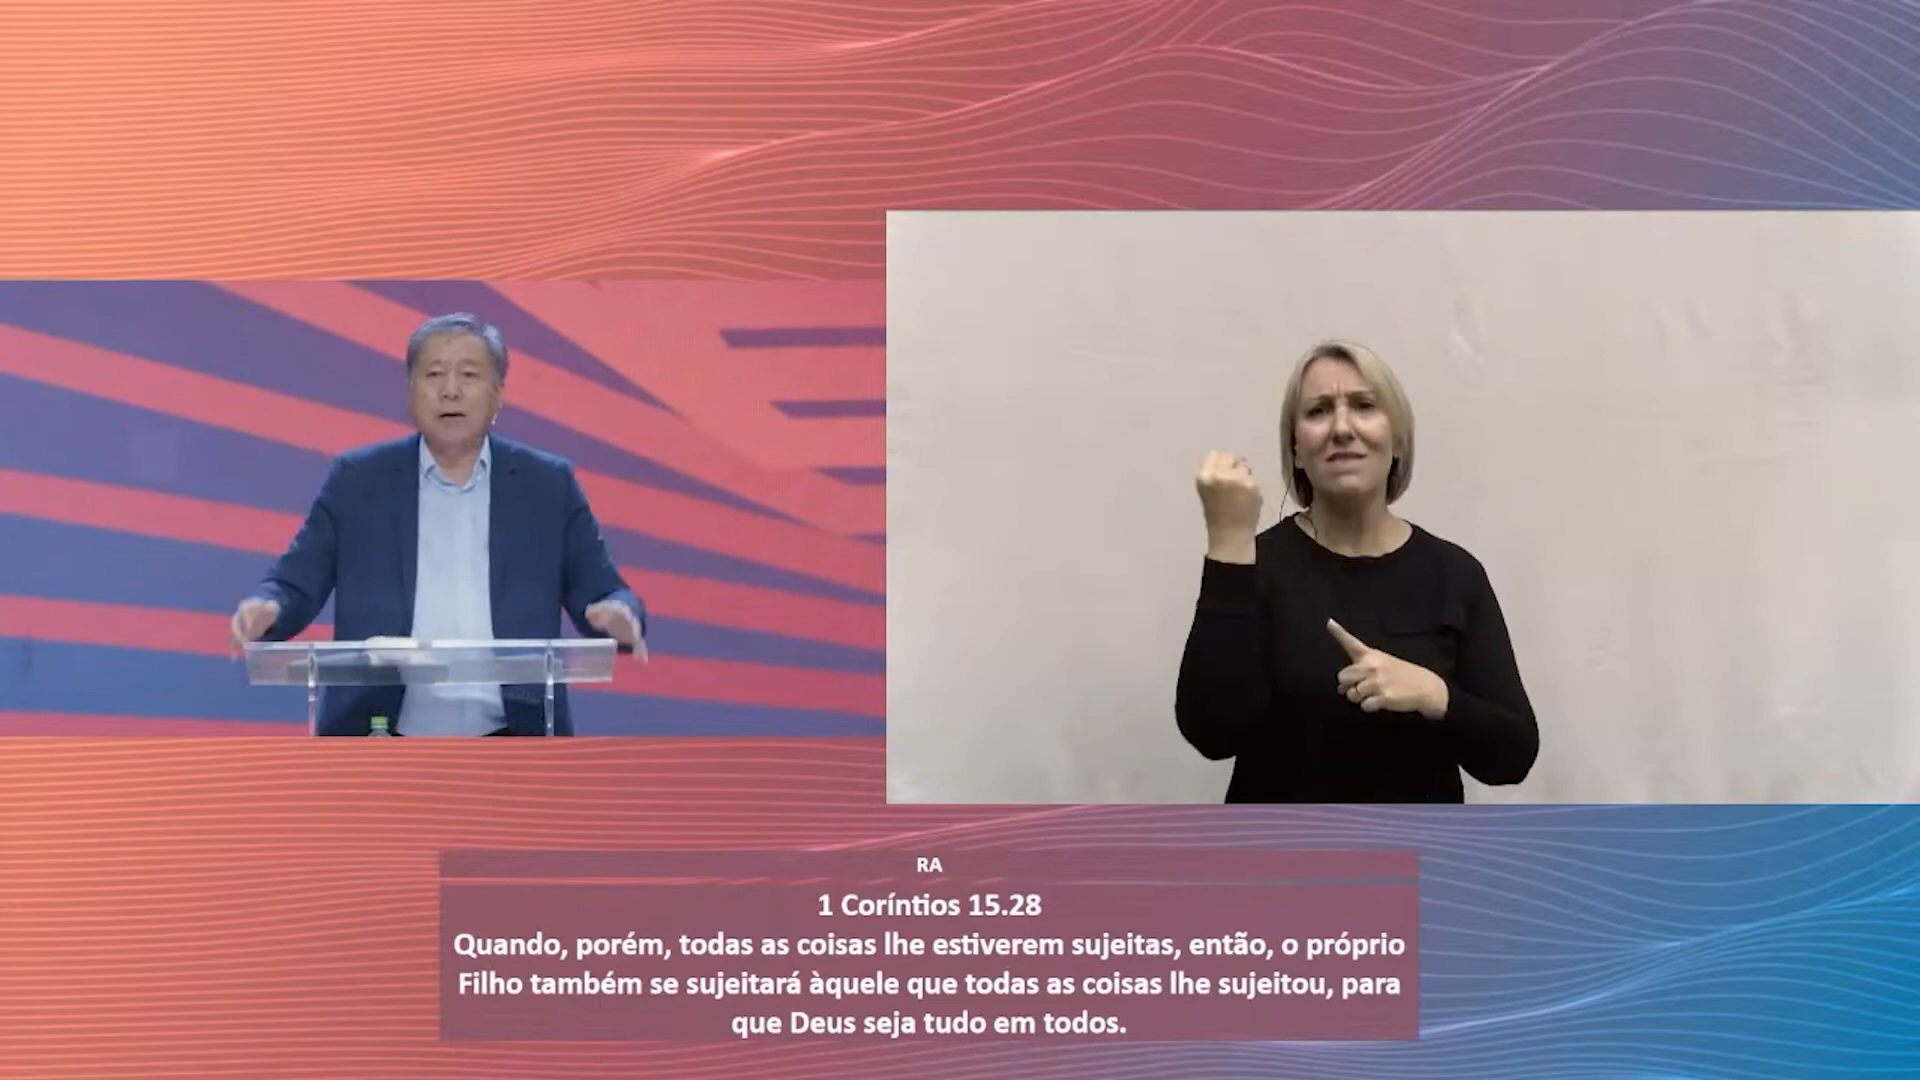 RA
1 Coríntios 15.28
Quando, porém, todas as coisas lhe estiverem sujeitas, então, o próprio
Filho também se sujeitará àquele que todas as coisas lhe sujeitou, para
que Deus seja tudo em todos.